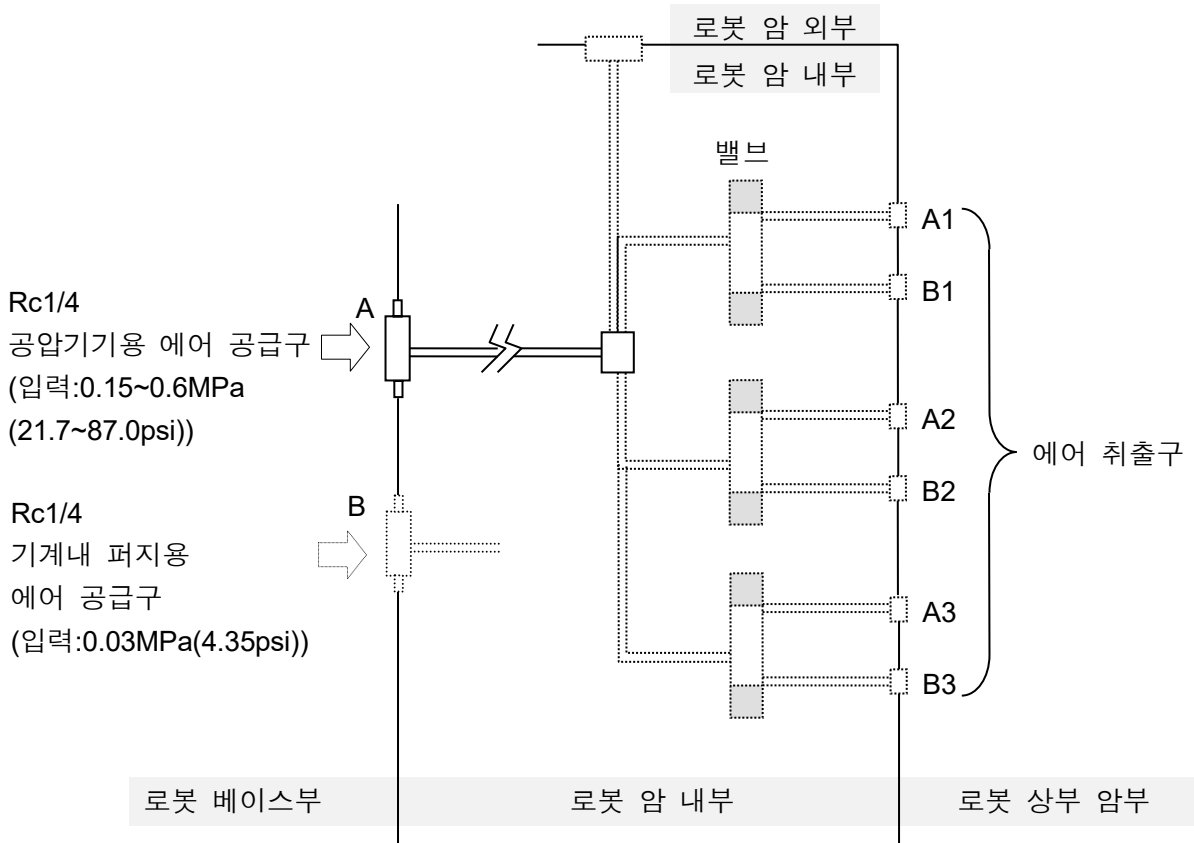 로봇 암 외부
로봇 암 내부
밸브
A1
B1
A
Rc1/4
공압기기용 에어 공급구
(입력:0.15~0.6MPa
(21.7~87.0psi))
A2
B2
에어 취출구
B
Rc1/4
기계내 퍼지용
에어 공급구
(입력:0.03MPa(4.35psi))
A3
B3
로봇 베이스부
로봇 암 내부
로봇 상부 암부